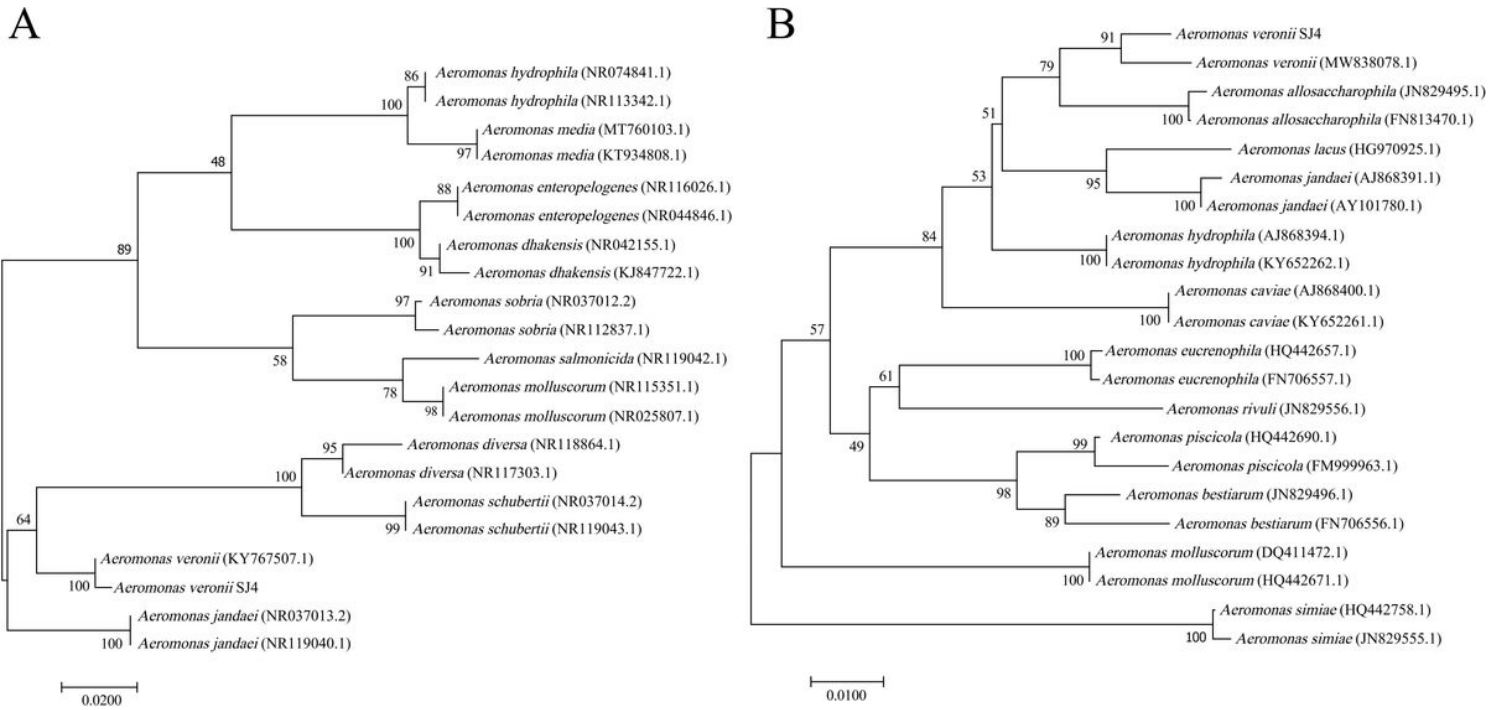 A
86
Aeromonas hydrophila (NR074841.1)
Aeromonas hydrophila (NR113342.1)
100
Aeromonas media (MT760103.1)
97
Aeromonas media (KT934808.1)
48
88
Aeromonas enteropelogenes (NR116026.1)
Aeromonas enteropelogenes (NR044846.1)
100
Aeromonas dhakensis (NR042155.1)
91
Aeromonas dhakensis (KJ847722.1)
89
97
Aeromonas sobria (NR037012.2)
Aeromonas sobria (NR112837.1)
58
Aeromonas salmonicida (NR119042.1)
78
Aeromonas molluscorum (NR115351.1)
98
Aeromonas molluscorum (NR025807.1)
95
Aeromonas diversa (NR118864.1)
Aeromonas diversa (NR117303.1)
100
Aeromonas schubertii (NR037014.2)
99
Aeromonas schubertii (NR119043.1)
64
Aeromonas veronii (KY767507.1)
100
Aeromonas veronii SJ4
Aeromonas jandaei (NR037013.2)
100
Aeromonas jandaei (NR119040.1)
0.0200
B
91
Aeromonas veronii SJ4
Aeromonas veronii (MW838078.1)
79
Aeromonas allosaccharophila (JN829495.1)
100
Aeromonas allosaccharophila (FN813470.1)
51
Aeromonas lacus (HG970925.1)
95
Aeromonas jandaei (AJ868391.1)
100
Aeromonas jandaei (AY101780.1)
53
Aeromonas hydrophila (AJ868394.1)
100
Aeromonas hydrophila (KY652262.1)
84
Aeromonas caviae (AJ868400.1)
100
Aeromonas caviae (KY652261.1)
57
100
Aeromonas eucrenophila (HQ442657.1)
Aeromonas eucrenophila (FN706557.1)
61
Aeromonas rivuli (JN829556.1)
49
99
Aeromonas piscicola (HQ442690.1)
Aeromonas piscicola (FM999963.1)
98
Aeromonas bestiarum (JN829496.1)
89
Aeromonas bestiarum (FN706556.1)
Aeromonas molluscorum (DQ411472.1)
100
Aeromonas molluscorum (HQ442671.1)
Aeromonas simiae (HQ442758.1)
100
Aeromonas simiae (JN829555.1)
0.0100